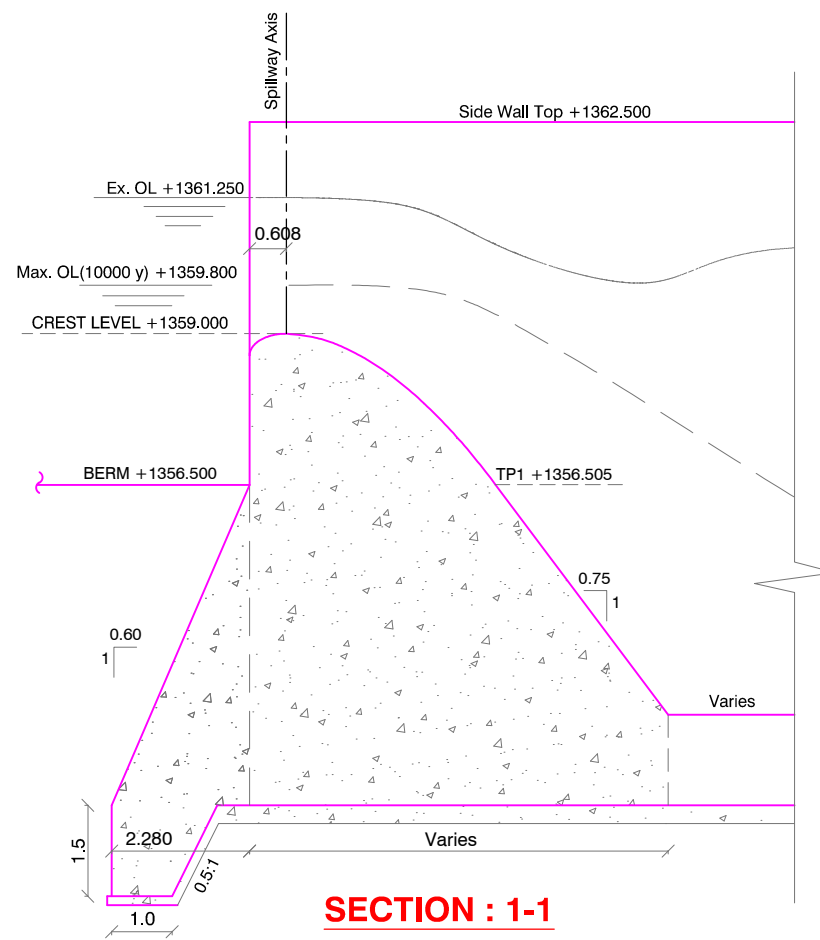 Spillway Axis
Side Wall Top +1362.500
Ex. OL +1361.250
0.608
Max. OL(10000 y) +1359.800
CREST LEVEL +1359.000
BERM +1356.500
TP1 +1356.505
0.75
1
0.60
1
Varies
1.5
2.280
0.5:1
Varies
1.0
SECTION : 1-1